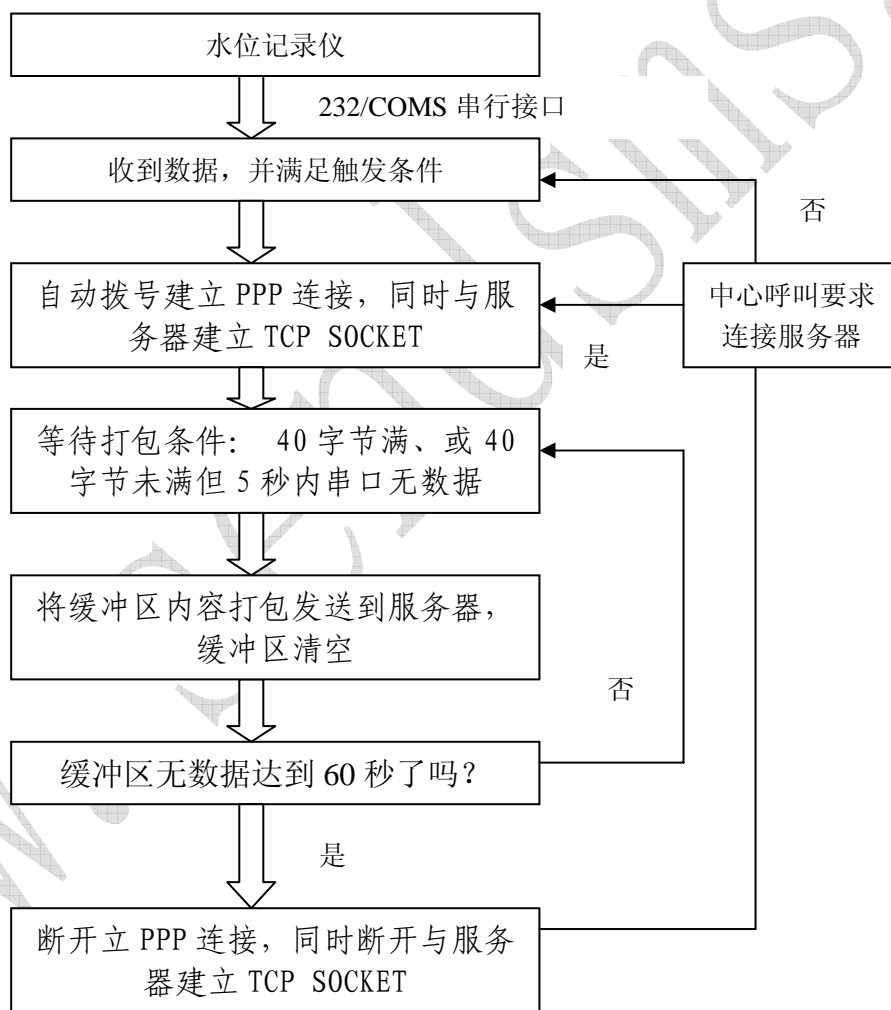 水位记录仪
232/COMS 串行接口
收到数据，并满足触发条件
否
自动拨号建立 PPP 连接，同时与服
务器建立 TCP SOCKET
中心呼叫要求
连接服务器
是
等待打包条件： 40 字节满、或 40
字节未满但 5 秒内串口无数据
将缓冲区内容打包发送到服务器，
缓冲区清空
否
缓冲区无数据达到 60 秒了吗？
是
断开立 PPP 连接，同时断开与服务
器建立 TCP SOCKET